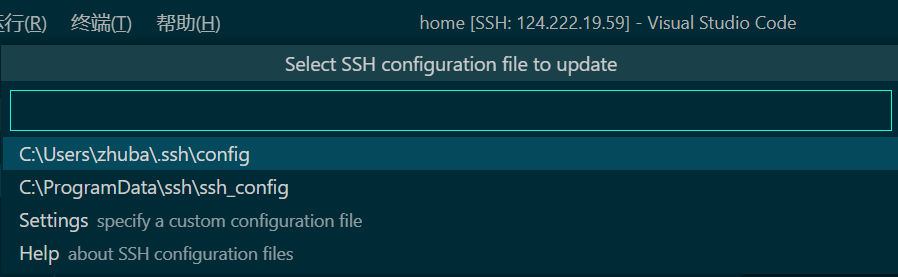 运行(R) 终端(T) 帮助(H) home [SSH: 124.222.19.59] - Visual Studio Code
Select SSH configuration file to update
C:\Users\zhuba\.ssh\config
C:\ProgramData\ssh\ssh_config
Settings specify a custom configuration file
Help about SSH configuration files